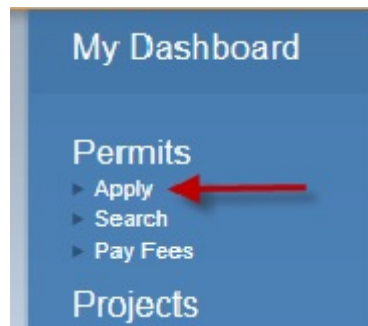 My Dashboard
Permits
Apply
Search
Pay Fees
Projects